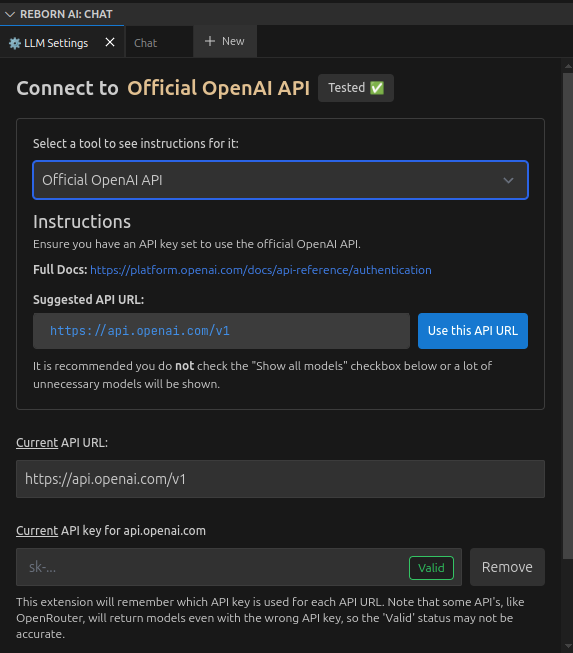 REBORN AI: CHAT
⚙️LLM Settings × Chat + New
Connect to Official OpenAI API Tested ✅
Select a tool to see instructions for it:
Official OpenAI API
Instructions
Ensure you have an API key set to use the official OpenAI API.
Full Docs: https://platform.openai.com/docs/api-reference/authentication
Suggested API URL:
https://api.openai.com/v1 Use this API URL
It is recommended you do not check the "Show all models" checkbox below or a lot of
unnecessary models will be shown.
Current API URL:
https://api.openai.com/v1
Current API key for api.openai.com
sk-... Valid Remove
This extension will remember which API key is used for each API URL. Note that some API's, like
OpenRouter, will return models even with the wrong API key, so the 'Valid' status may not be
accurate.